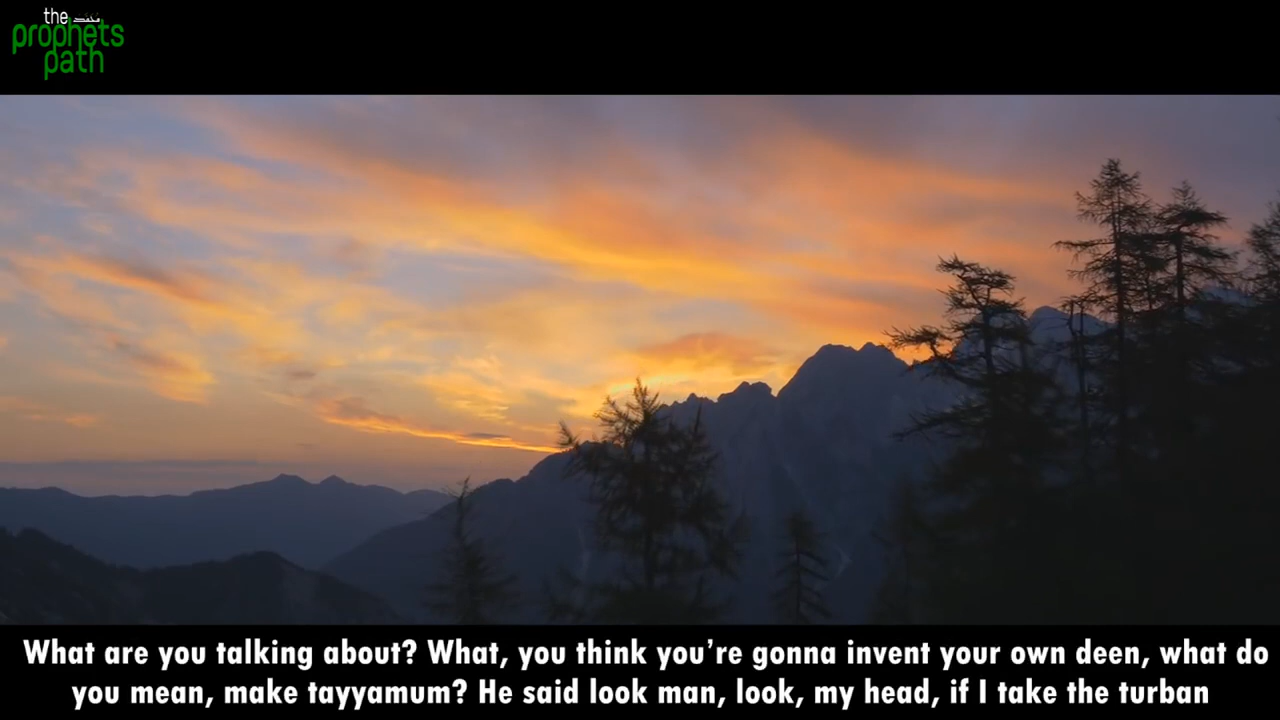 the
prophets
path
What are you talking about? What, you think you're gonna invent your own deen, what do
you mean, make tayyamum? He said look man, look, my head, if I take the turban